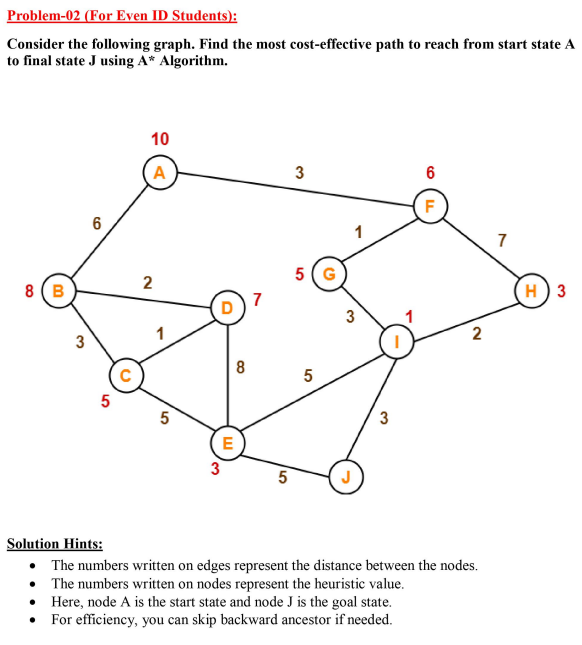 Problem-02 (For Even ID Students):
Consider the following graph. Find the most cost-effective path to reach from start state A
to final state J using A* Algorithm.
10
A
3
6
F
6
1
7
5
G
8
B
2
D
7
H
3
3
1
3
1
I
2
C
8
5
5
5
3
E
3
5
J
Solution Hints:
• The numbers written on edges represent the distance between the nodes.
• The numbers written on nodes represent the heuristic value.
• Here, node A is the start state and node J is the goal state.
• For efficiency, you can skip backward ancestor if needed.